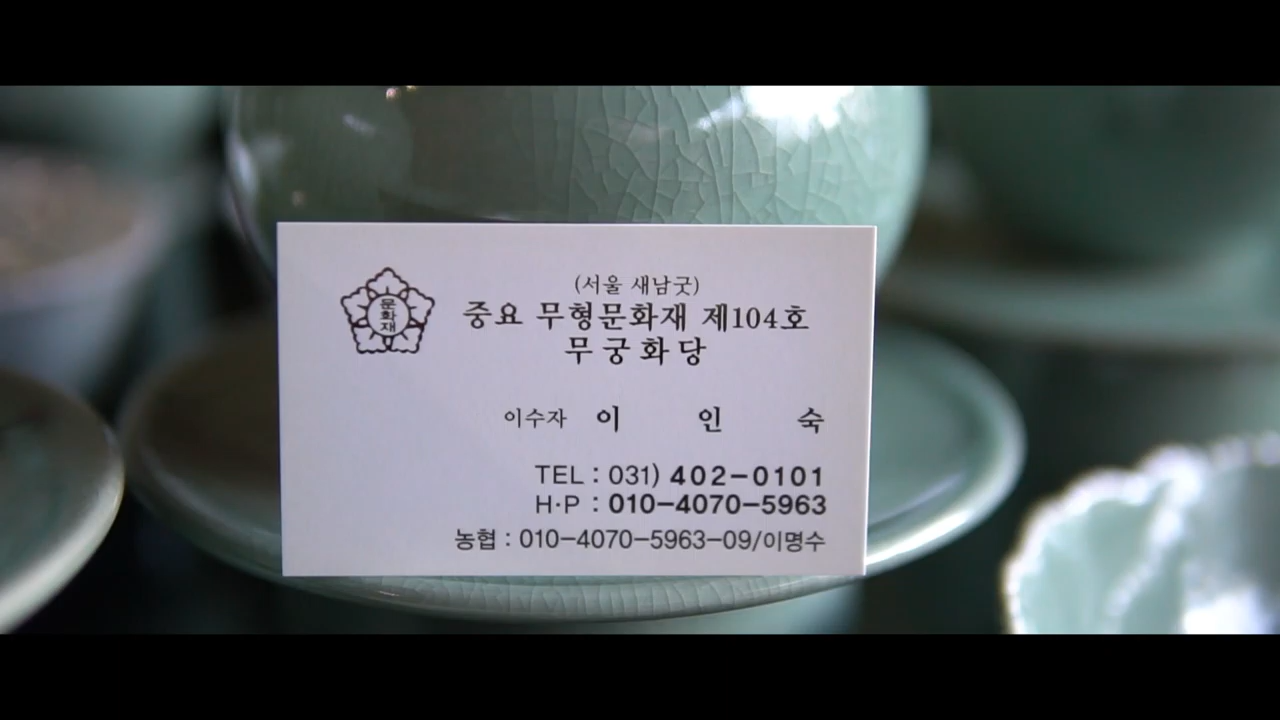 문화재
(서울 새남굿)
중요 무형문화재 제104호
무궁화당
이수자 이 인 숙
TEL : 031) 402-0101
H·P : 010-4070-5963
농협 : 010-4070-5963-09/이명수